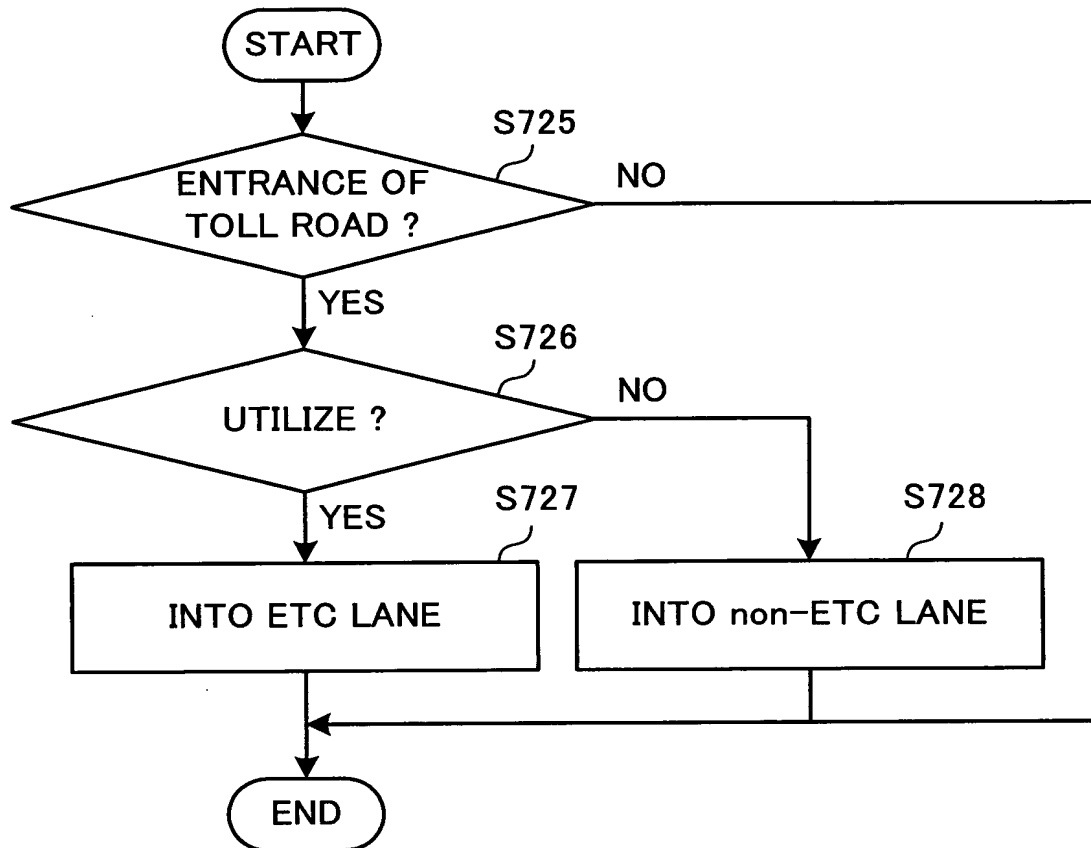 START
S725
ENTRANCE OF
TOLL ROAD ?
NO
YES
S726
UTILIZE ?
NO
YES
S727
INTO ETC LANE
S728
INTO non-ETC LANE
END